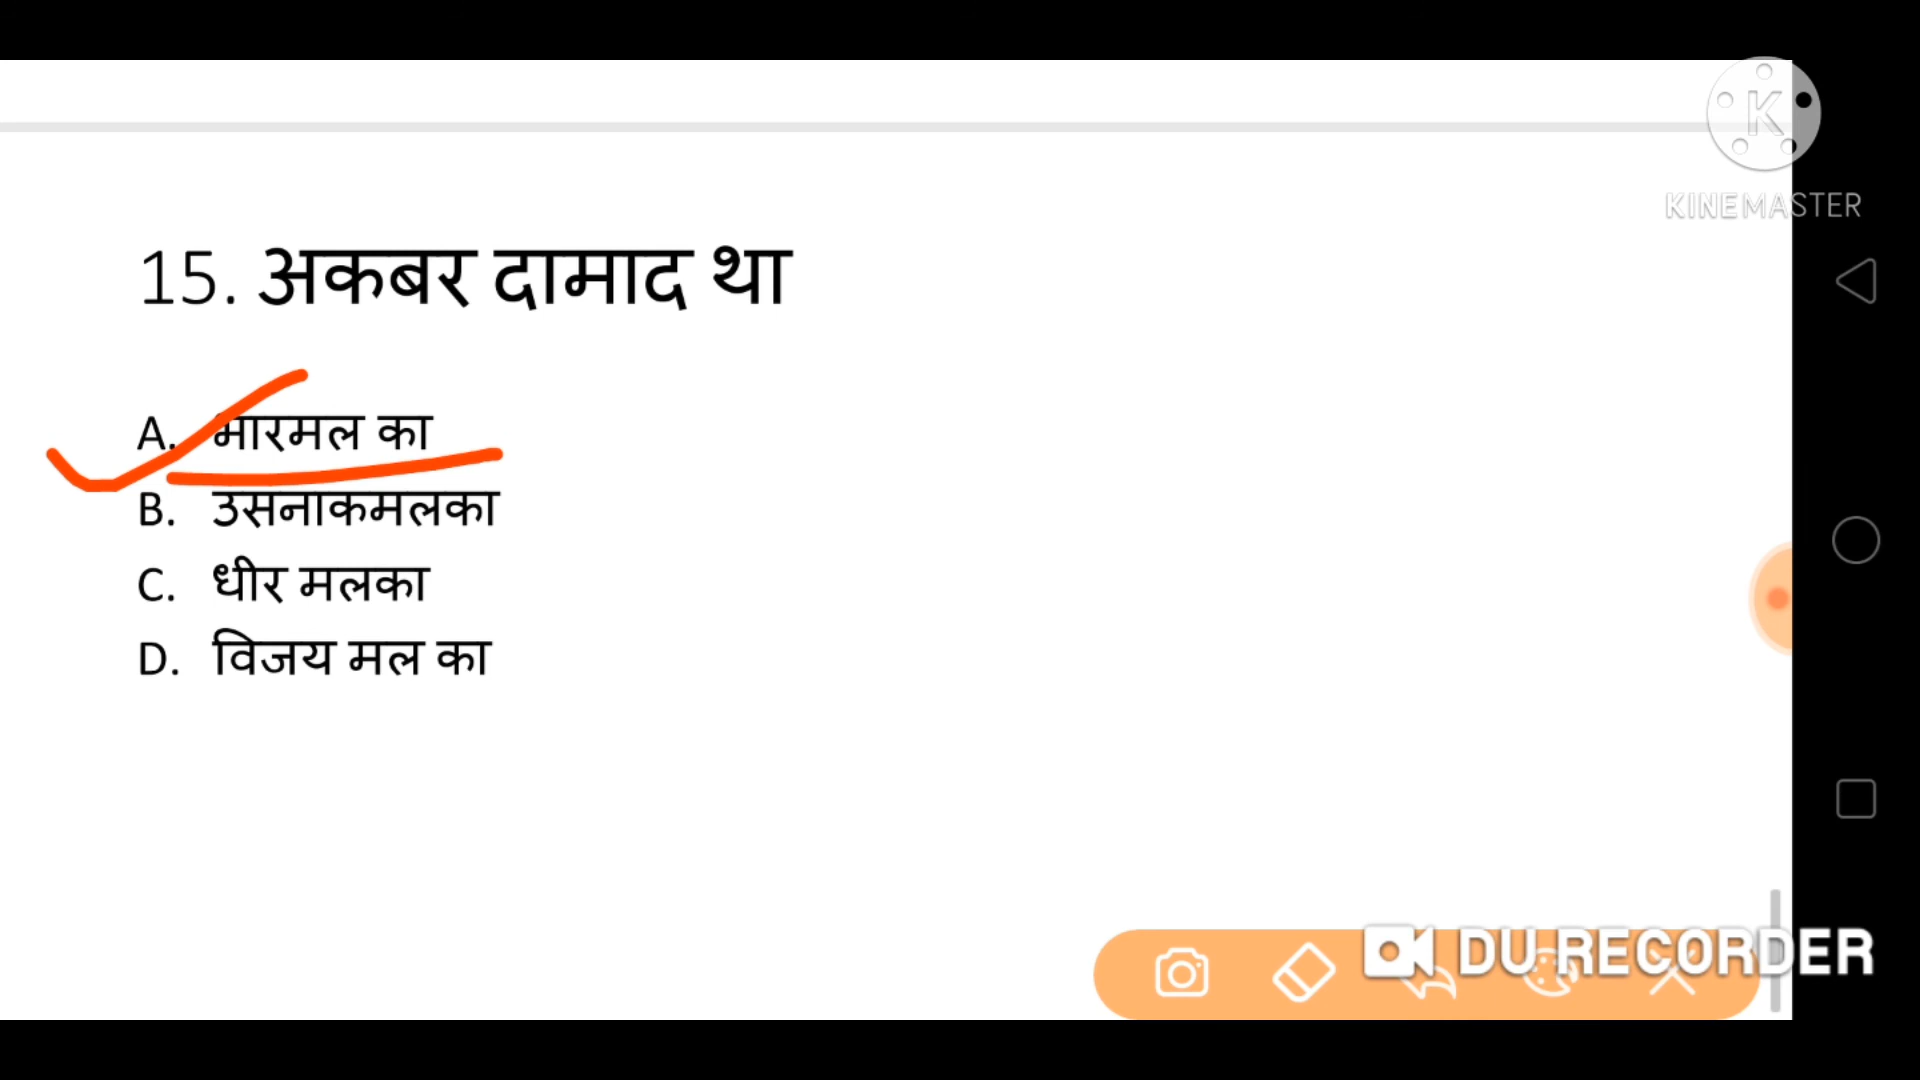 K
KINEMASTER
15. अकबर दामाद था
A. भारमल का
B. उसनाकमलका
C. धीर मलका
D. विजय मल का
DU RECORDER